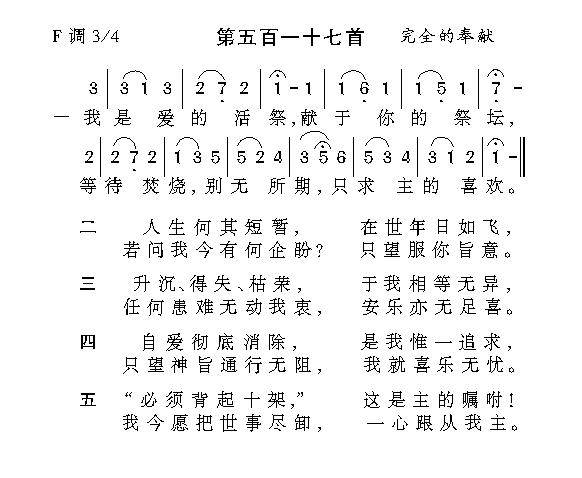 F 调 3/4 第五百一十七首 完全的奉献
3 | 3 1 3 | 2 7 2 | 1 - 1 | 1 6 1 | 1 5 1 | 7 -
一 我是爱的活祭,献于你的祭坛,
2 | 2 7 2 | 1 3 5 | 5 2 4 | 3 5 6 | 5 3 4 | 3 1 2 | 1 - ‖
等待焚烧,别无所期,只求主的喜欢。
二 人生何其短暂, 在世年日如飞,
若问我今有何企盼? 只望服你旨意。
三 升沉、得失、枯荣, 于我相等无异,
任何患难无动我衷, 安乐亦无足喜。
四 自爱彻底消除, 是我惟一追求,
只望神旨通行无阻, 我就喜乐无忧。
五 “必须背起十架,” 这是主的嘱咐!
我今愿把世事尽卸, 一心跟从我主。